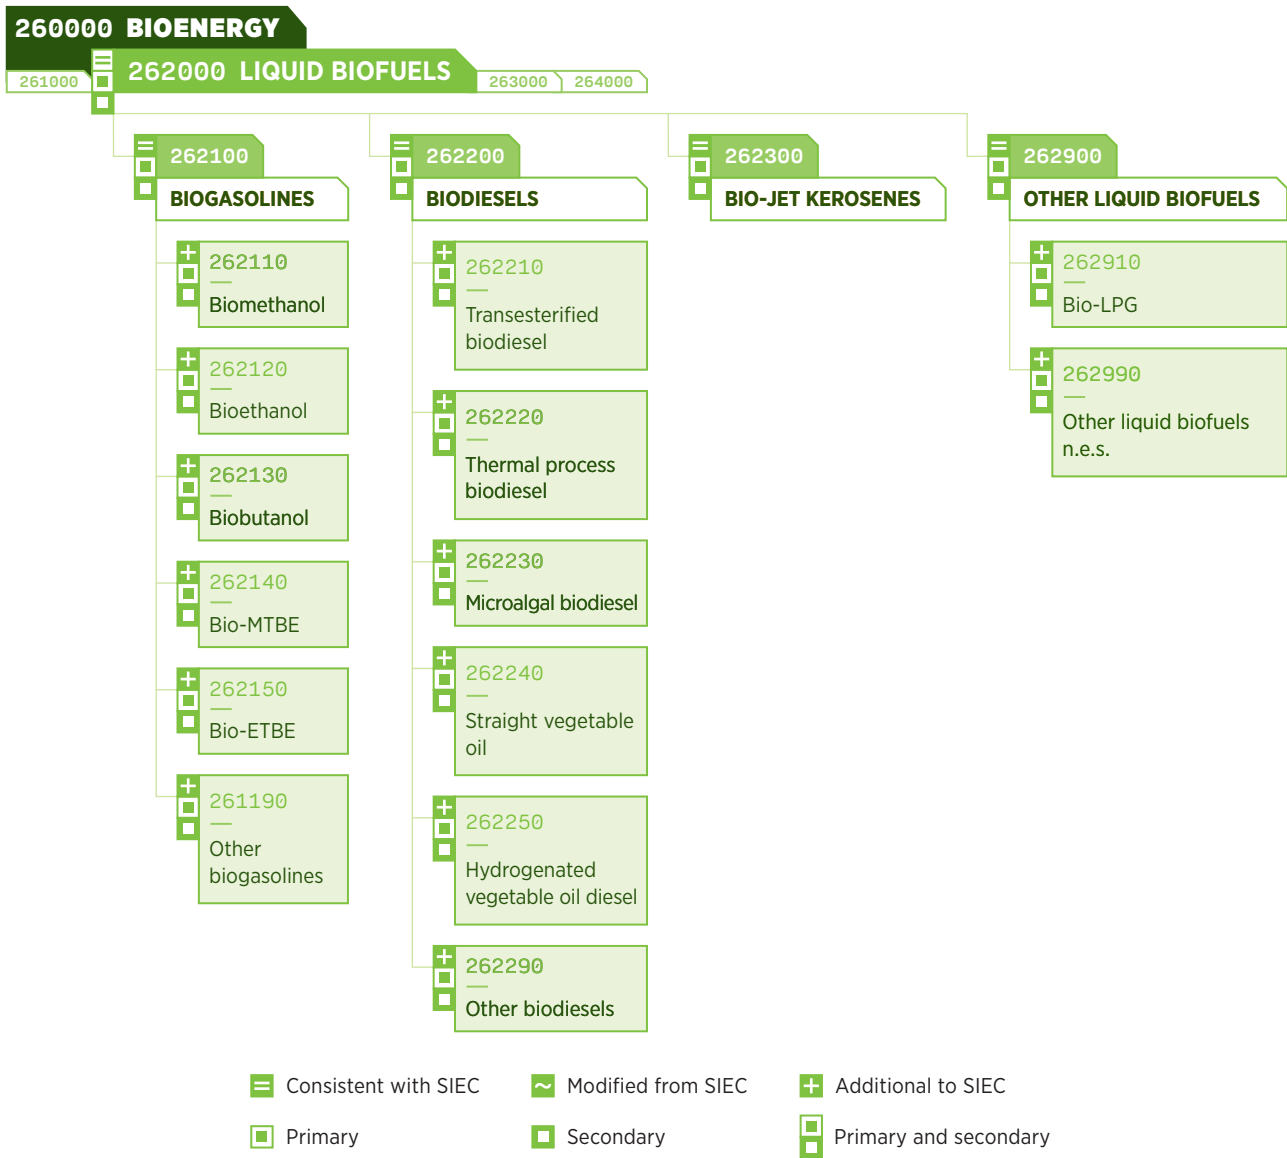 260000 BIOENERGY
262000 LIQUID BIOFUELS
261000
263000
264000
262100
BIOGASOLINES
262110
Biomethanol
262120
Bioethanol
262130
Biobutanol
262140
Bio-MTBE
262150
Bio-ETBE
261190
Other
biogasolines
262200
BIODIESELS
262210
Transesterified
biodiesel
262220
Thermal process
biodiesel
262230
Microalgal biodiesel
262240
Straight vegetable
oil
262250
Hydrogenated
vegetable oil diesel
262290
Other biodiesels
262300
BIO-JET KEROSENES
262900
OTHER LIQUID BIOFUELS
262910
Bio-LPG
262990
Other liquid biofuels
n.e.s.
Consistent with SIEC
Modified from SIEC
Additional to SIEC
Primary
Secondary
Primary and secondary